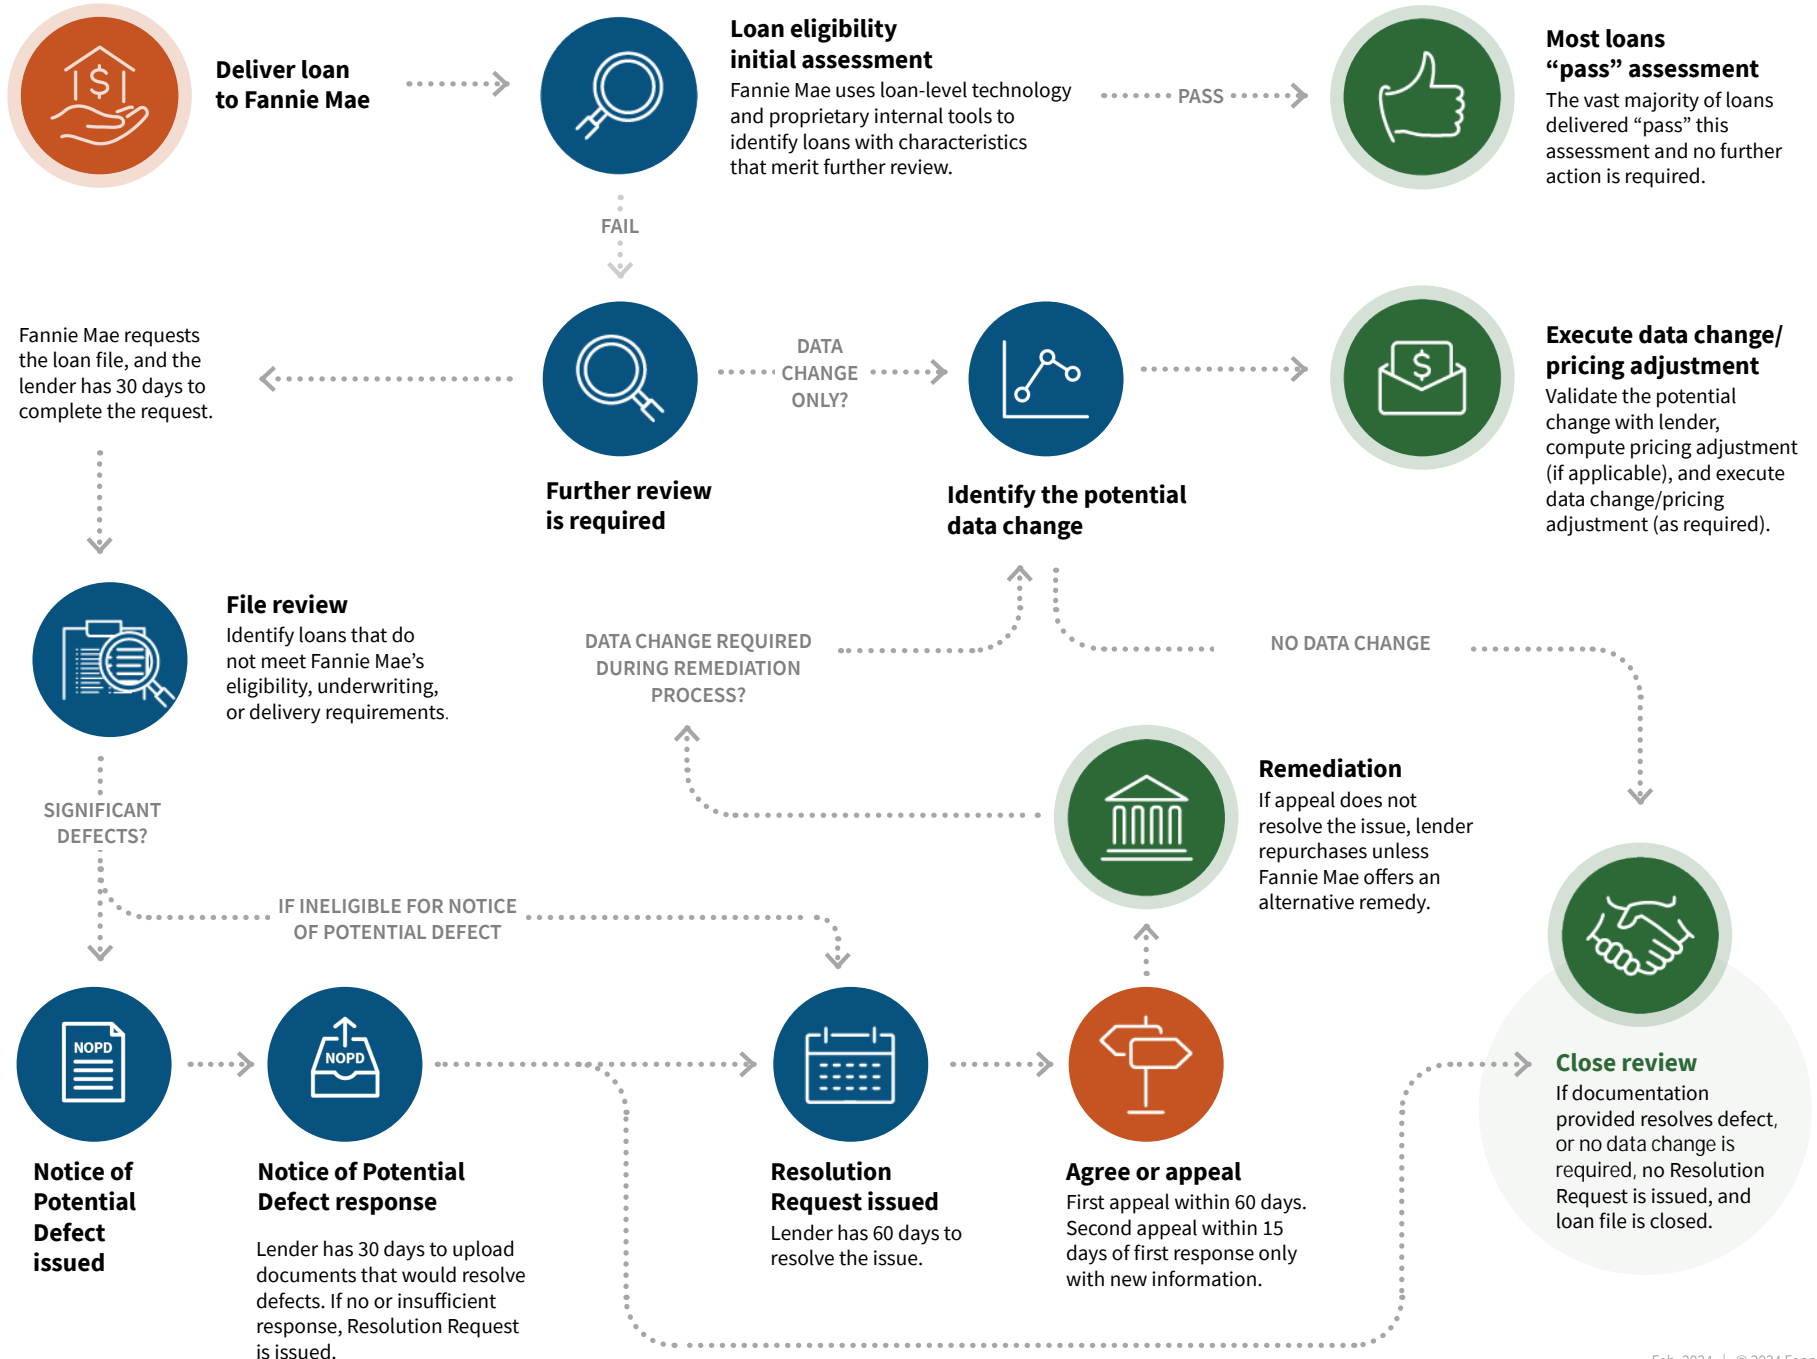 Deliver loan
to Fannie Mae
Loan eligibility
initial assessment
Fannie Mae uses loan-level technology
and proprietary internal tools to
identify loans with characteristics
that merit further review.
PASS
Most loans
“pass” assessment
The vast majority of loans
delivered “pass” this
assessment and no further
action is required.
FAIL
Fannie Mae requests
the loan file, and the
lender has 30 days to
complete the request.
Further review
is required
DATA
CHANGE
ONLY?
Identify the potential
data change
Execute data change/
pricing adjustment
Validate the potential
change with lender,
compute pricing adjustment
(if applicable), and execute
data change/pricing
adjustment (as required).
File review
Identify loans that do
not meet Fannie Mae’s
eligibility, underwriting,
or delivery requirements.
DATA CHANGE REQUIRED
DURING REMEDIATION
PROCESS?
NO DATA CHANGE
SIGNIFICANT
DEFECTS?
IF INELIGIBLE FOR NOTICE
OF POTENTIAL DEFECT
Remediation
If appeal does not
resolve the issue, lender
repurchases unless
Fannie Mae offers an
alternative remedy.
NOPD
Notice of
Potential
Defect
issued
NOPD
Notice of Potential
Defect response
Lender has 30 days to upload
documents that would resolve
defects. If no or insufficient
response, Resolution Request
is issued.
Resolution
Request issued
Lender has 60 days to
resolve the issue.
Agree or appeal
First appeal within 60 days.
Second appeal within 15
days of first response only
with new information.
Close review
If documentation
provided resolves defect,
or no data change is
required, no Resolution
Request is issued, and
loan file is closed.